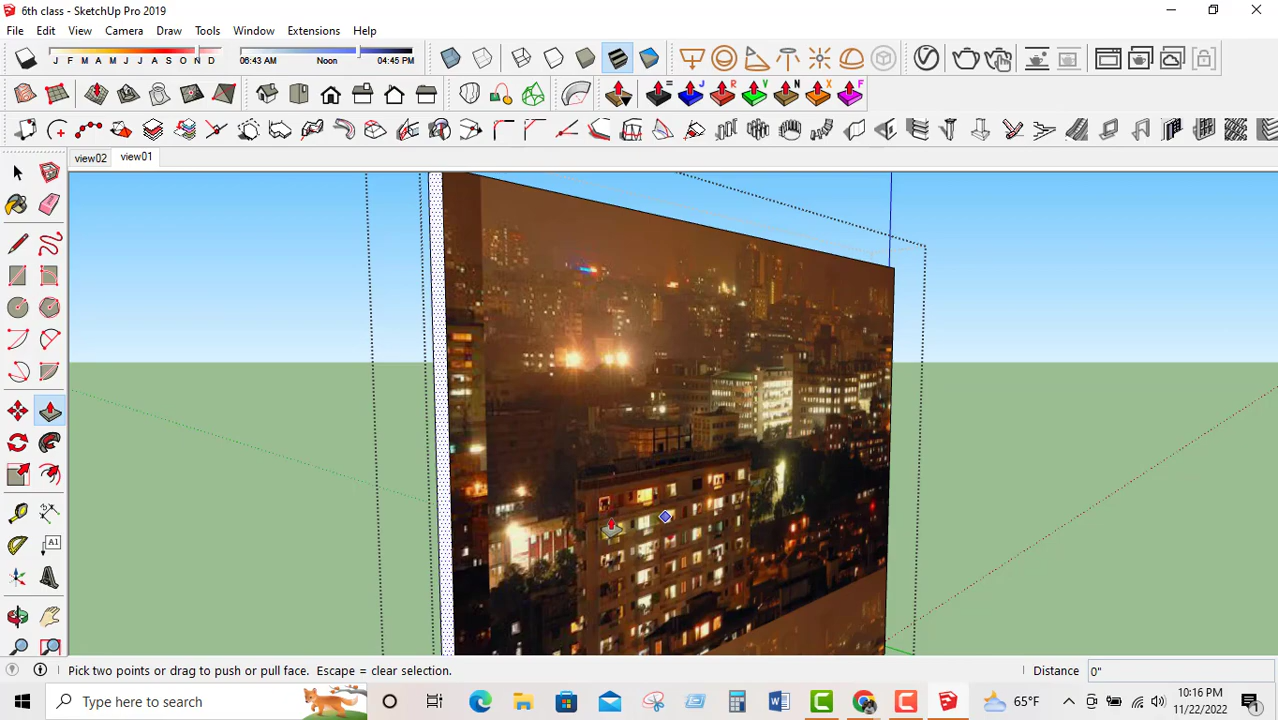 6th class - SketchUp Pro 2019
File Edit View Camera Draw Tools Window Extensions Help
J F M A M J J A S O N D 06:43 AM Noon 04:45 PM
= J R V N X F
view02 view01
A1
Pick two points or drag to push or pull face. Escape = clear selection. Distance 0"
Type here to search 65°F 10:16 PM
11/22/2022 1